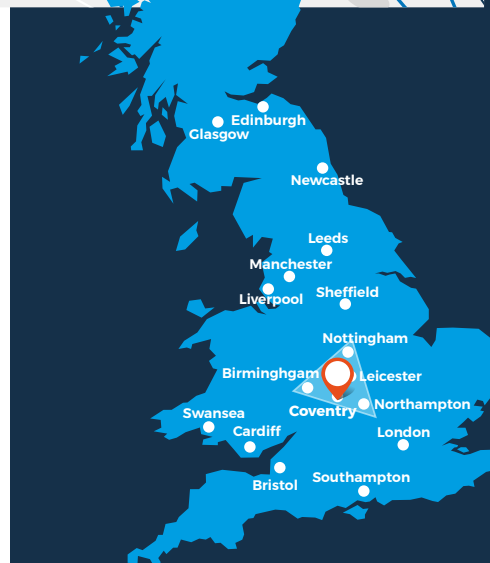 Edinburgh
Glasgow
Newcastle
Leeds
Manchester
Liverpool
Sheffield
Nottingham
Birminghgam
Leicester
Coventry
Northampton
Swansea
Cardiff
London
Bristol
Southampton